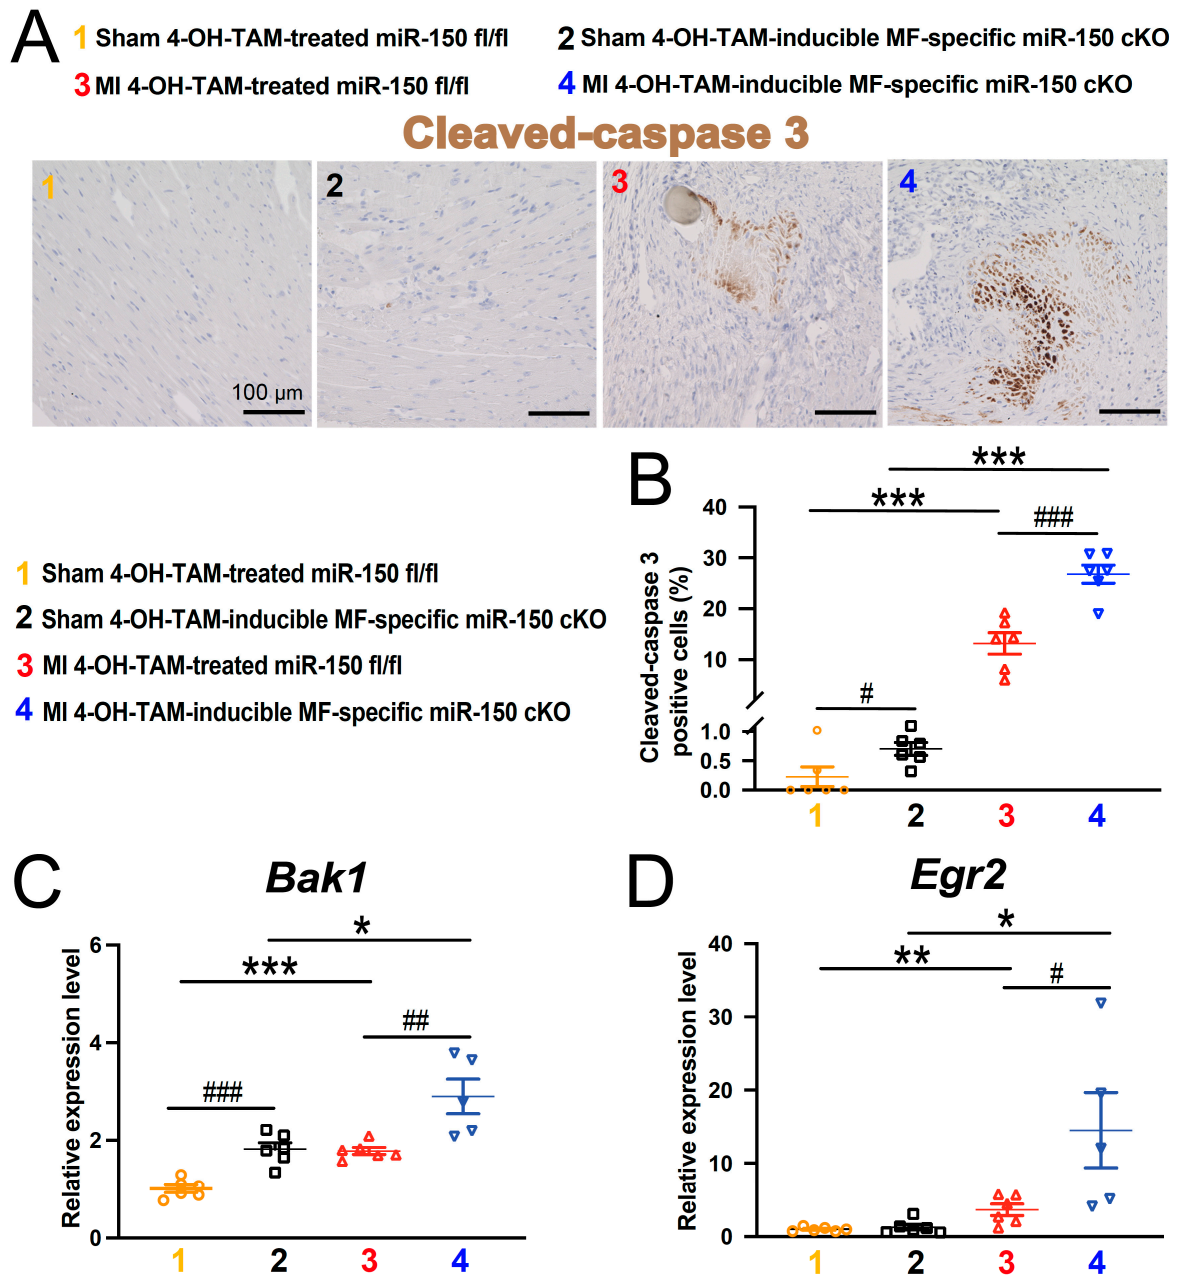 A
1 Sham 4-OH-TAM-treated miR-150 fl/fl
2 Sham 4-OH-TAM-inducible MF-specific miR-150 cKO
3 MI 4-OH-TAM-treated miR-150 fl/fl
4 MI 4-OH-TAM-inducible MF-specific miR-150 cKO
Cleaved-caspase 3
1
2
3
4
100 μm
1 Sham 4-OH-TAM-treated miR-150 fl/fl
2 Sham 4-OH-TAM-inducible MF-specific miR-150 cKO
3 MI 4-OH-TAM-treated miR-150 fl/fl
4 MI 4-OH-TAM-inducible MF-specific miR-150 cKO
B
Cleaved-caspase 3
positive cells (%)
40
30
20
10
1.0
0.5
0.0
***
***
###
#
1 2 3 4
C
Bak1
Relative expression level
6
4
2
0
*
***
##
###
1 2 3 4
D
Egr2
Relative expression level
40
30
20
10
0
*
**
#
1 2 3 4